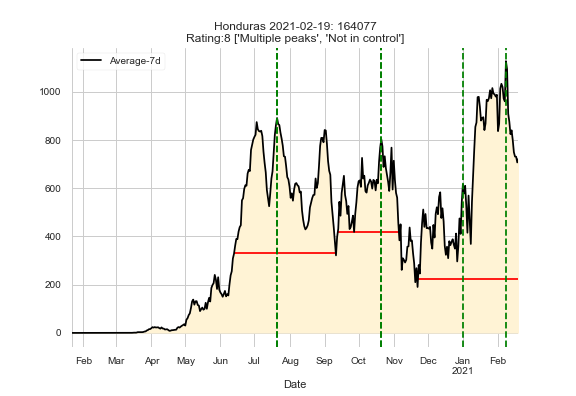 Honduras 2021-02-19: 164077
Rating:8 ['Multiple peaks', 'Not in control']
Average-7d
1000
800
600
400
200
0
Feb Mar Apr May Jun Jul Aug Sep Oct Nov Dec Jan Feb
2021
Date